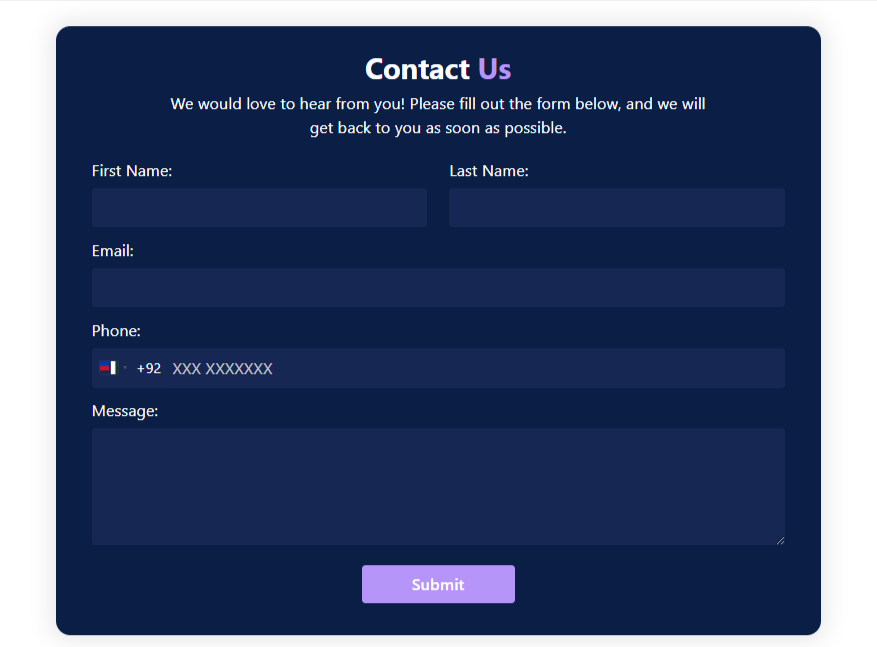 Contact Us
We would love to hear from you! Please fill out the form below, and we will
get back to you as soon as possible.
First Name:
Last Name:
Email:
Phone:
+92 XXX XXXXXXX
Message:
Submit